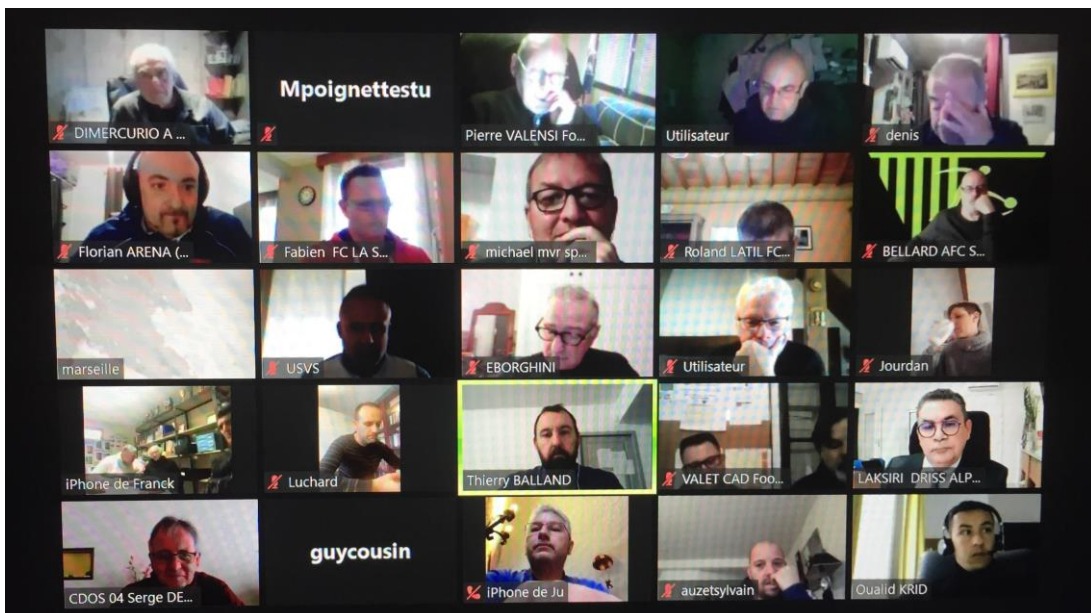 DIMERCURIO A ...
Mpoignettestu
Pierre VALENSI Fo...
Utilisateur
denis
Florian ARENA (...
Fabien FC LA S...
michael mvr sp...
Roland LATIL FC...
BELLARD AFC S...
marseille
USVS
EBORGHINI
Utilisateur
Jourdan
iPhone de Franck
Luchard
Thierry BALLAND
VALET CAD Foo...
LAKSIRI DRISS ALP...
CDOS 04 Serge DE...
guycousin
iPhone de Ju
auzetsylvain
Oualid KRID